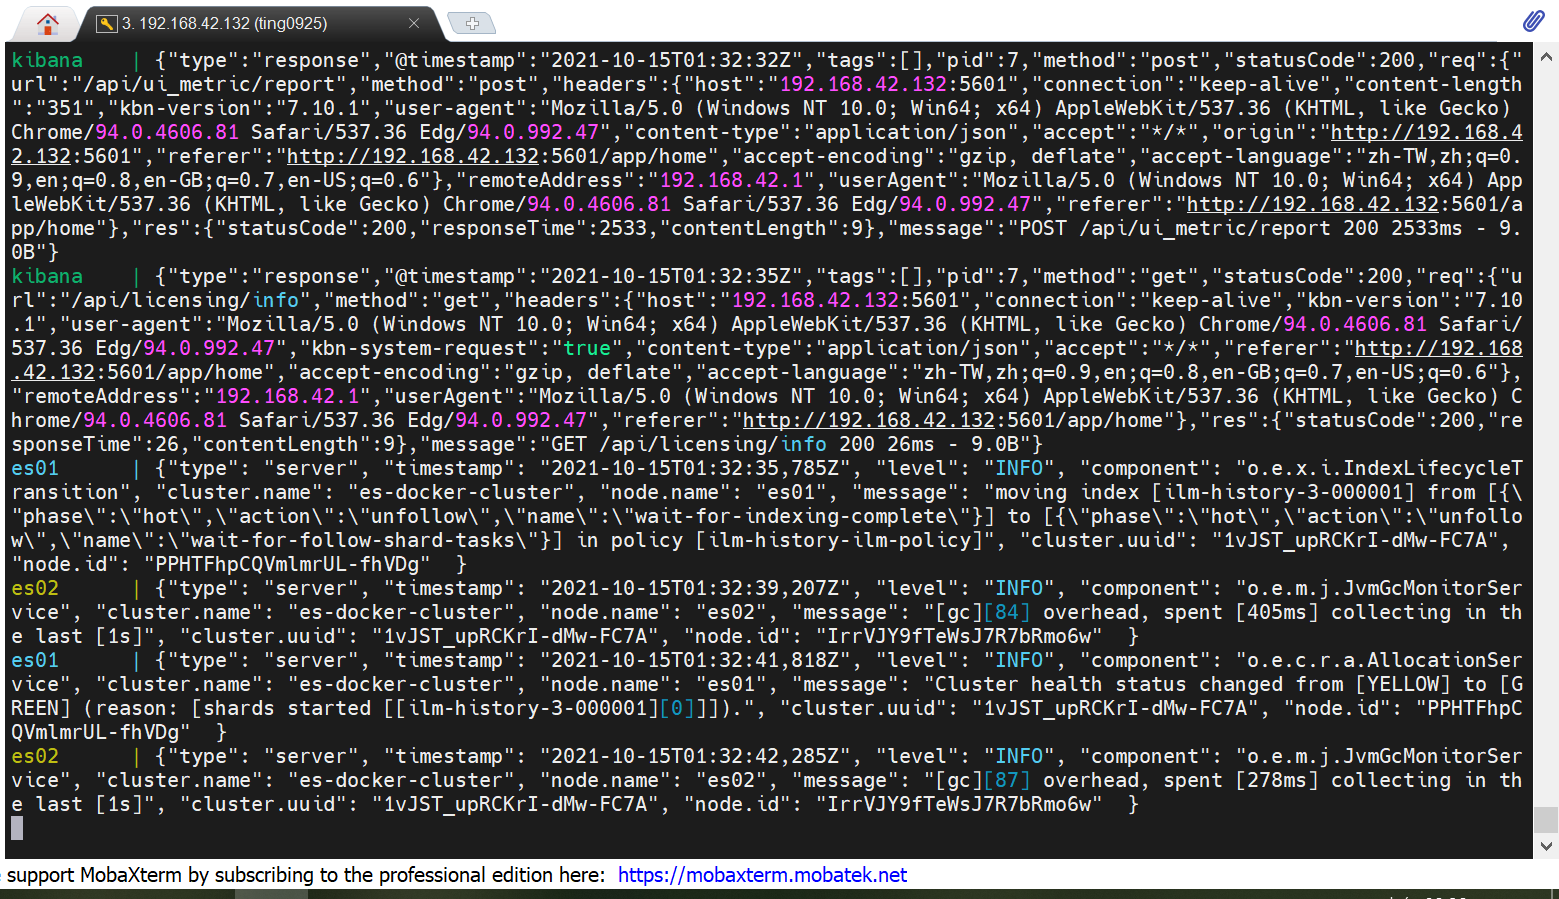 3. 192.168.42.132 (ting0925)
kibana    | {"type":"response","@timestamp":"2021-10-15T01:32:32Z","tags":[],"pid":7,"method":"post","statusCode":200,"req":{"
url":"/api/ui_metric/report","method":"post","headers":{"host":"192.168.42.132:5601","connection":"keep-alive","content-length
":"351","kbn-version":"7.10.1","user-agent":"Mozilla/5.0 (Windows NT 10.0; Win64; x64) AppleWebKit/537.36 (KHTML, like Gecko)
Chrome/94.0.4606.81 Safari/537.36 Edg/94.0.992.47","content-type":"application/json","accept":"*/*","origin":"http://192.168.4
2.132:5601","referer":"http://192.168.42.132:5601/app/home","accept-encoding":"gzip, deflate","accept-language":"zh-TW,zh;q=0.
9,en;q=0.8,en-GB;q=0.7,en-US;q=0.6"},"remoteAddress":"192.168.42.1","userAgent":"Mozilla/5.0 (Windows NT 10.0; Win64; x64) App
leWebKit/537.36 (KHTML, like Gecko) Chrome/94.0.4606.81 Safari/537.36 Edg/94.0.992.47","referer":"http://192.168.42.132:5601/a
pp/home"},"res":{"statusCode":200,"responseTime":2533,"contentLength":9},"message":"POST /api/ui_metric/report 200 2533ms - 9.
0B"}
kibana    | {"type":"response","@timestamp":"2021-10-15T01:32:35Z","tags":[],"pid":7,"method":"get","statusCode":200,"req":{"u
rl":"/api/licensing/info","method":"get","headers":{"host":"192.168.42.132:5601","connection":"keep-alive","kbn-version":"7.10
.1","user-agent":"Mozilla/5.0 (Windows NT 10.0; Win64; x64) AppleWebKit/537.36 (KHTML, like Gecko) Chrome/94.0.4606.81 Safari/
537.36 Edg/94.0.992.47","kbn-system-request":"true","content-type":"application/json","accept":"*/*","referer":"http://192.168
.42.132:5601/app/home","accept-encoding":"gzip, deflate","accept-language":"zh-TW,zh;q=0.9,en;q=0.8,en-GB;q=0.7,en-US;q=0.6"},
"remoteAddress":"192.168.42.1","userAgent":"Mozilla/5.0 (Windows NT 10.0; Win64; x64) AppleWebKit/537.36 (KHTML, like Gecko) C
hrome/94.0.4606.81 Safari/537.36 Edg/94.0.992.47","referer":"http://192.168.42.132:5601/app/home"},"res":{"statusCode":200,"re
sponseTime":26,"contentLength":9},"message":"GET /api/licensing/info 200 26ms - 9.0B"}
es01      | {"type": "server", "timestamp": "2021-10-15T01:32:35,785Z", "level": "INFO", "component": "o.e.x.i.IndexLifecycleT
ransition", "cluster.name": "es-docker-cluster", "node.name": "es01", "message": "moving index [ilm-history-3-000001] from [{\
"phase\":\"hot\",\"action\":\"unfollow\",\"name\":\"wait-for-indexing-complete\"}] to [{\"phase\":\"hot\",\"action\":\"unfollo
w\",\"name\":\"wait-for-follow-shard-tasks\"}] in policy [ilm-history-ilm-policy]", "cluster.uuid": "1vJST_upRCKrI-dMw-FC7A",
"node.id": "PPHTFhpCQVmlmrUL-fhVDg"  }
es02      | {"type": "server", "timestamp": "2021-10-15T01:32:39,207Z", "level": "INFO", "component": "o.e.m.j.JvmGcMonitorSer
vice", "cluster.name": "es-docker-cluster", "node.name": "es02", "message": "[gc][84] overhead, spent [405ms] collecting in th
e last [1s]", "cluster.uuid": "1vJST_upRCKrI-dMw-FC7A", "node.id": "IrrVJY9fTeWsJ7R7bRmo6w"  }
es01      | {"type": "server", "timestamp": "2021-10-15T01:32:41,818Z", "level": "INFO", "component": "o.e.c.r.a.AllocationSer
vice", "cluster.name": "es-docker-cluster", "node.name": "es01", "message": "Cluster health status changed from [YELLOW] to [G
REEN] (reason: [shards started [[ilm-history-3-000001][0]]]).", "cluster.uuid": "1vJST_upRCKrI-dMw-FC7A", "node.id": "PPHTFhpC
QVmlmrUL-fhVDg"  }
es02      | {"type": "server", "timestamp": "2021-10-15T01:32:42,285Z", "level": "INFO", "component": "o.e.m.j.JvmGcMonitorSer
vice", "cluster.name": "es-docker-cluster", "node.name": "es02", "message": "[gc][87] overhead, spent [278ms] collecting in th
e last [1s]", "cluster.uuid": "1vJST_upRCKrI-dMw-FC7A", "node.id": "IrrVJY9fTeWsJ7R7bRmo6w"  }
support MobaXterm by subscribing to the professional edition here: https://mobaxterm.mobatek.net